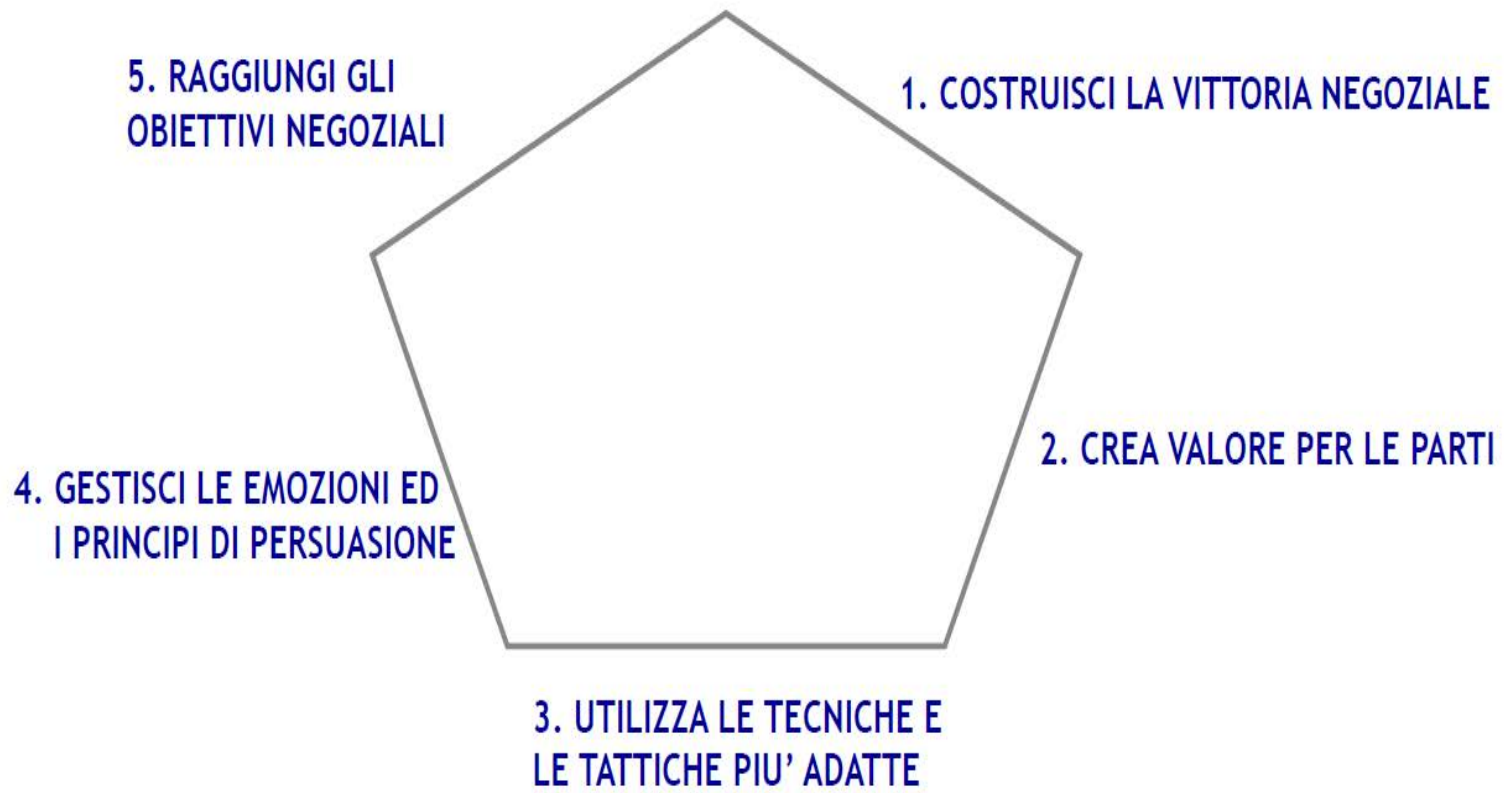 1. COSTRUISCI LA VITTORIA NEGOZIALE
2. CREA VALORE PER LE PARTI
3. UTILIZZA LE TECNICHE E
LE TATTICHE PIU’ ADATTE
4. GESTISCI LE EMOZIONI ED
I PRINCIPI DI PERSUASIONE
5. RAGGIUNGI GLI
OBIETTIVI NEGOZIALI